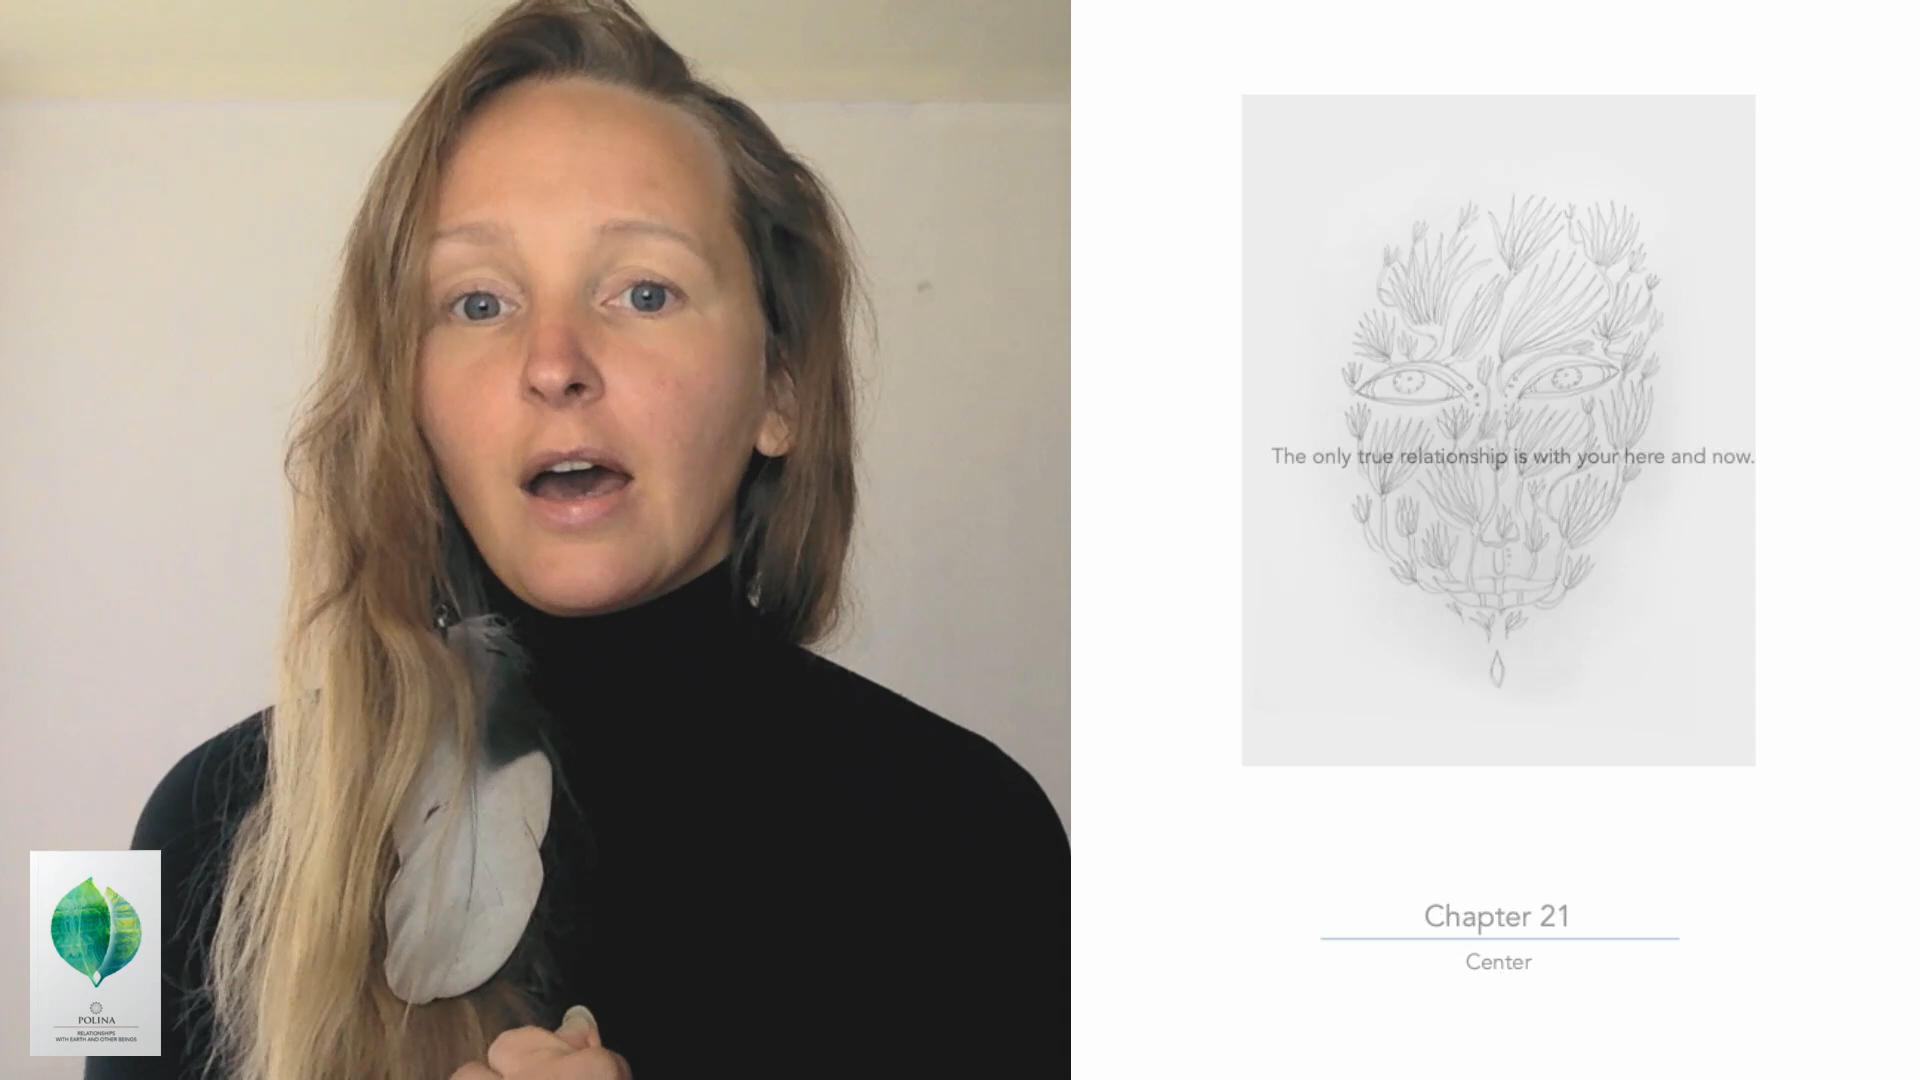 The only true relationship is with your here and now.
Chapter 21
Center
POLINA
RELATIONSHIPS
WITH EARTH AND OTHER BEINGS